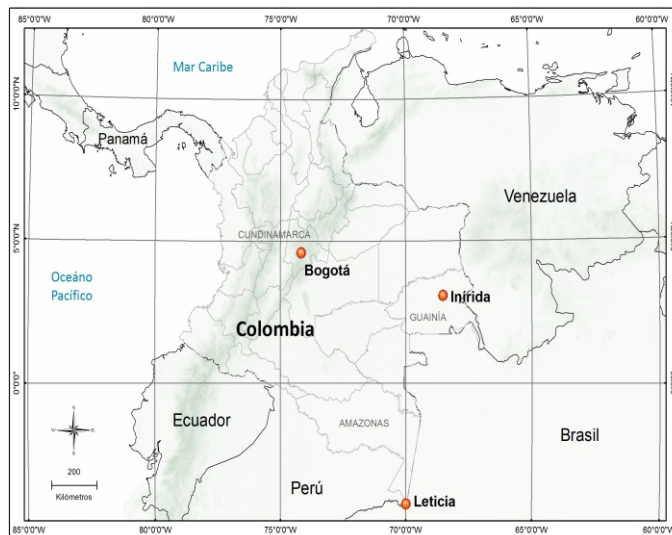 85°0'0"W 80°0'0"W 75°0'0"W 70°0'0"W 65°0'0"W 60°0'0"W
Mar Caribe
10°0'0"N
Panamá
Venezuela
5°0'0"N
CUNDINAMARCA
Bogotá
Océano
Pacífico
Inírida
GUAINÍA
Colombia
0°0'0"
Ecuador
AMAZONAS
Brasil
N
W E
S
200
Kilómetros
Perú
Leticia
85°0'0"W 80°0'0"W 75°0'0"W 70°0'0"W 65°0'0"W 60°0'0"W